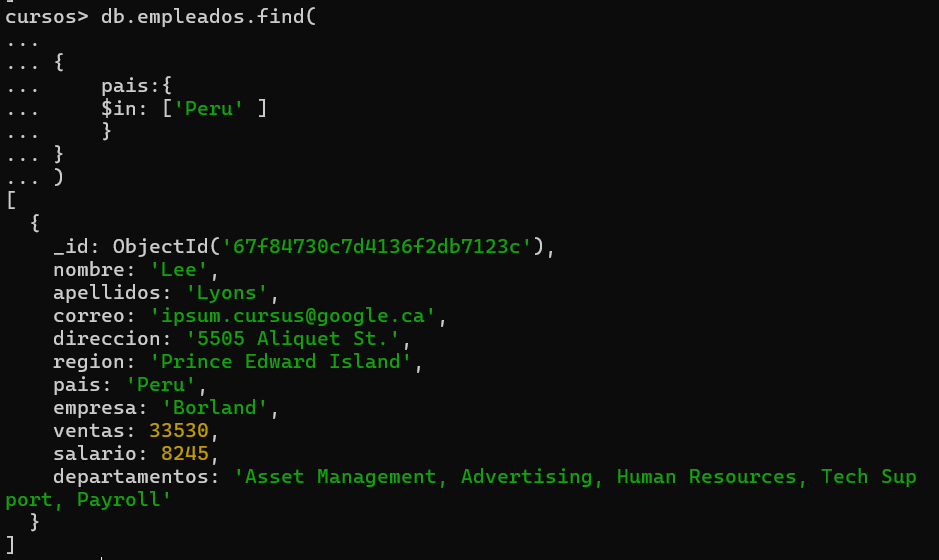 cursos> db.empleados.find(
...
... {
...     pais:{
...     $in: ['Peru' ]
...     }
... }
... )
[
  {
    _id: ObjectId('67f84730c7d4136f2db7123c'),
    nombre: 'Lee',
    apellidos: 'Lyons',
    correo: 'ipsum.cursus@google.ca',
    direccion: '5505 Aliquet St.',
    region: 'Prince Edward Island',
    pais: 'Peru',
    empresa: 'Borland',
    ventas: 33530,
    salario: 8245,
    departamentos: 'Asset Management, Advertising, Human Resources, Tech Sup
port, Payroll'
  }
]